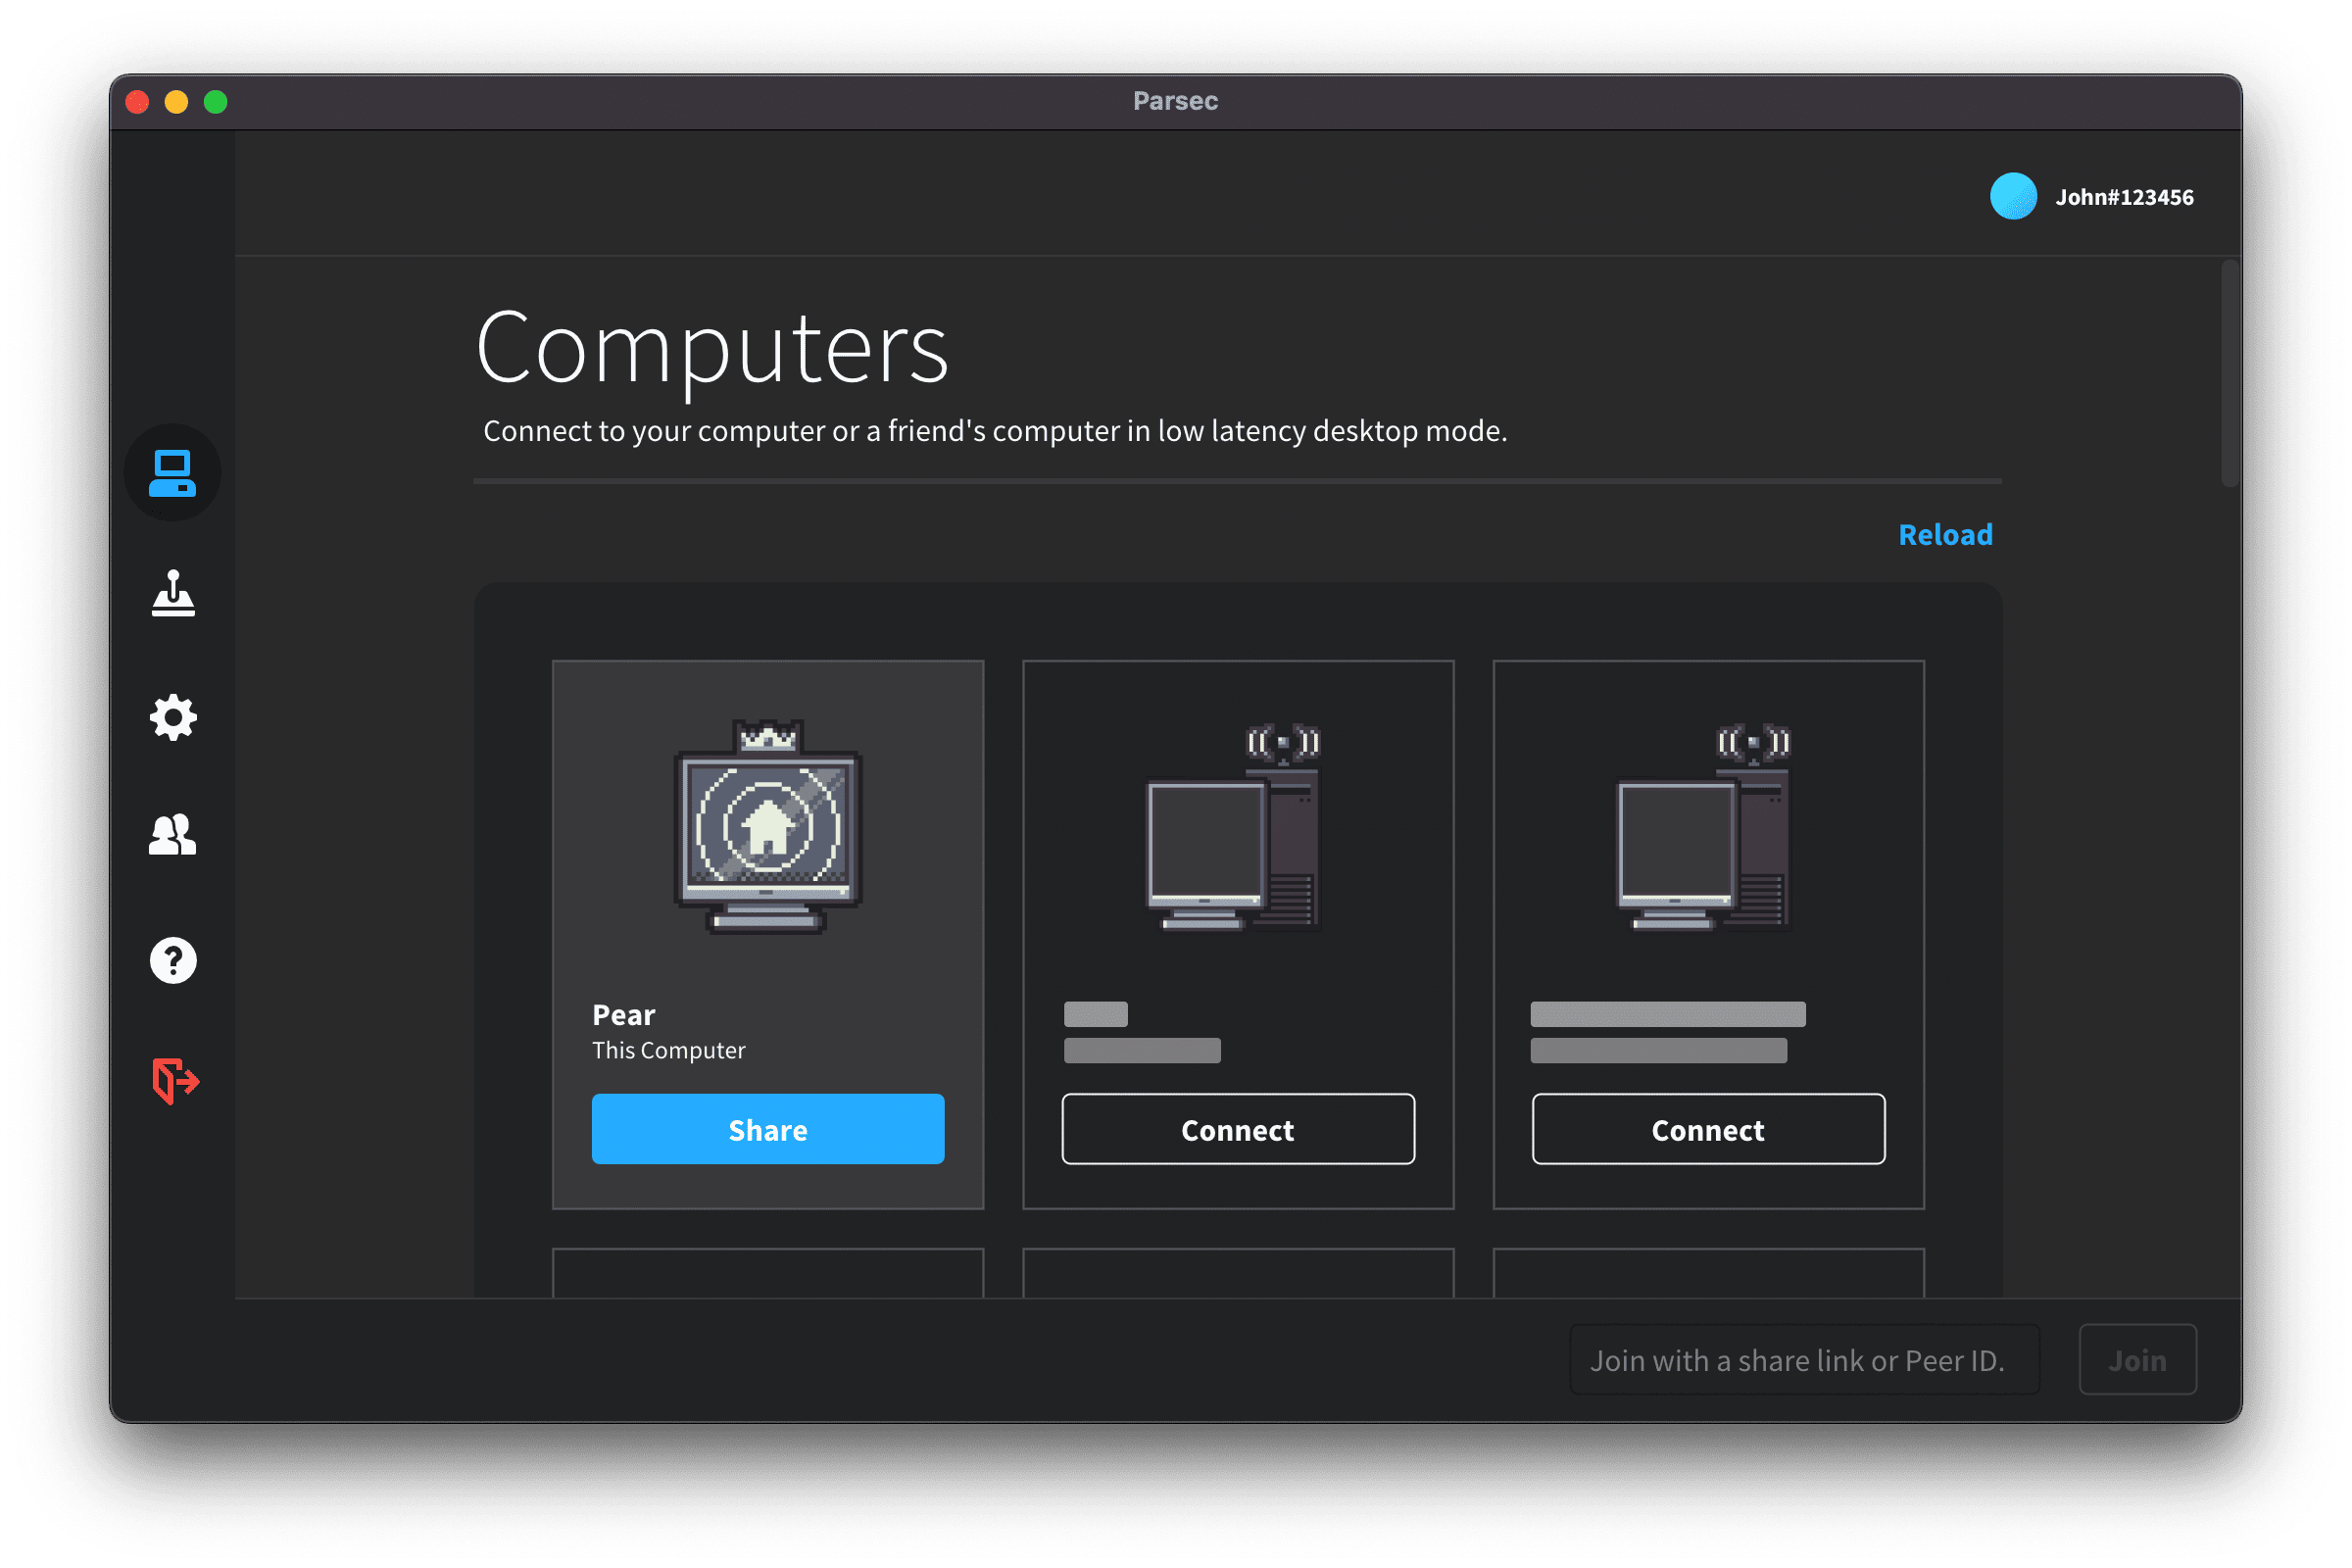 Parsec
John#123456
Computers
Connect to your computer or a friend's computer in low latency desktop mode.
Reload
Pear
This Computer
Share
Connect
Connect
Join with a share link or Peer ID.
Join